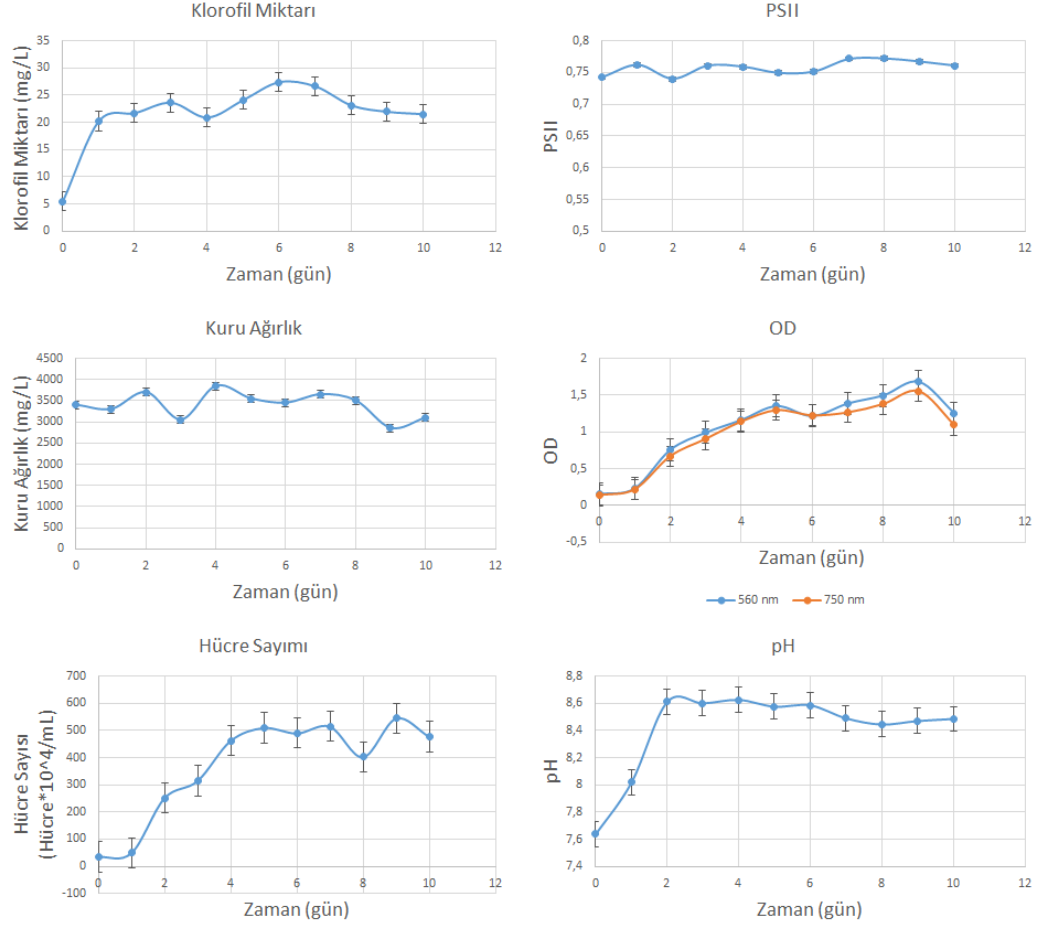 Klorofil Miktarı
Klorofil Miktarı (mg/L)
35
30
25
20
15
10
5
0
0 2 4 6 8 10 12
Zaman (gün)
PSII
PSII
0,8
0,75
0,7
0,65
0,6
0,55
0,5
0 2 4 6 8 10 12
Zaman (gün)
Kuru Ağırlık
Kuru Ağırlık (mg/L)
4500
4000
3500
3000
2500
2000
1500
1000
500
0
0 2 4 6 8 10 12
Zaman (gün)
OD
OD
2
1,5
1
0,5
0
-0,5
0 2 4 6 8 10 12
Zaman (gün)
560 nm 750 nm
Hücre Sayımı
Hücre Sayısı
(Hücre*10^4/mL)
700
600
500
400
300
200
100
0
-100
0 2 4 6 8 10 12
Zaman (gün)
pH
pH
8,8
8,6
8,4
8,2
8
7,8
7,6
7,4
0 2 4 6 8 10 12
Zaman (gün)